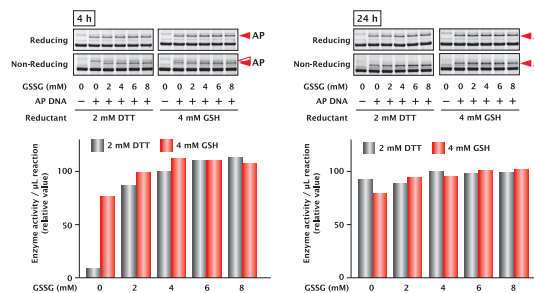 4 h
Reducing
AP
Non-Reducing
AP
GSSG (mM) 0 0 2 4 6 8 0 0 2 4 6 8
AP DNA − + + + + + − + + + + +
Reductant 2 mM DTT 4 mM GSH
2 mM DTT 4 mM GSH
Enzyme activity / µL reaction
(relative value)
100
50
0
GSSG (mM) 0 2 4 6 8
24 h
Reducing
Non-Reducing
GSSG (mM) 0 0 2 4 6 8 0 0 2 4 6 8
AP DNA − + + + + + − + + + + +
Reductant 2 mM DTT 4 mM GSH
2 mM DTT 4 mM GSH
Enzyme activity / µL reaction
(relative value)
100
50
0
GSSG (mM) 0 2 4 6 8